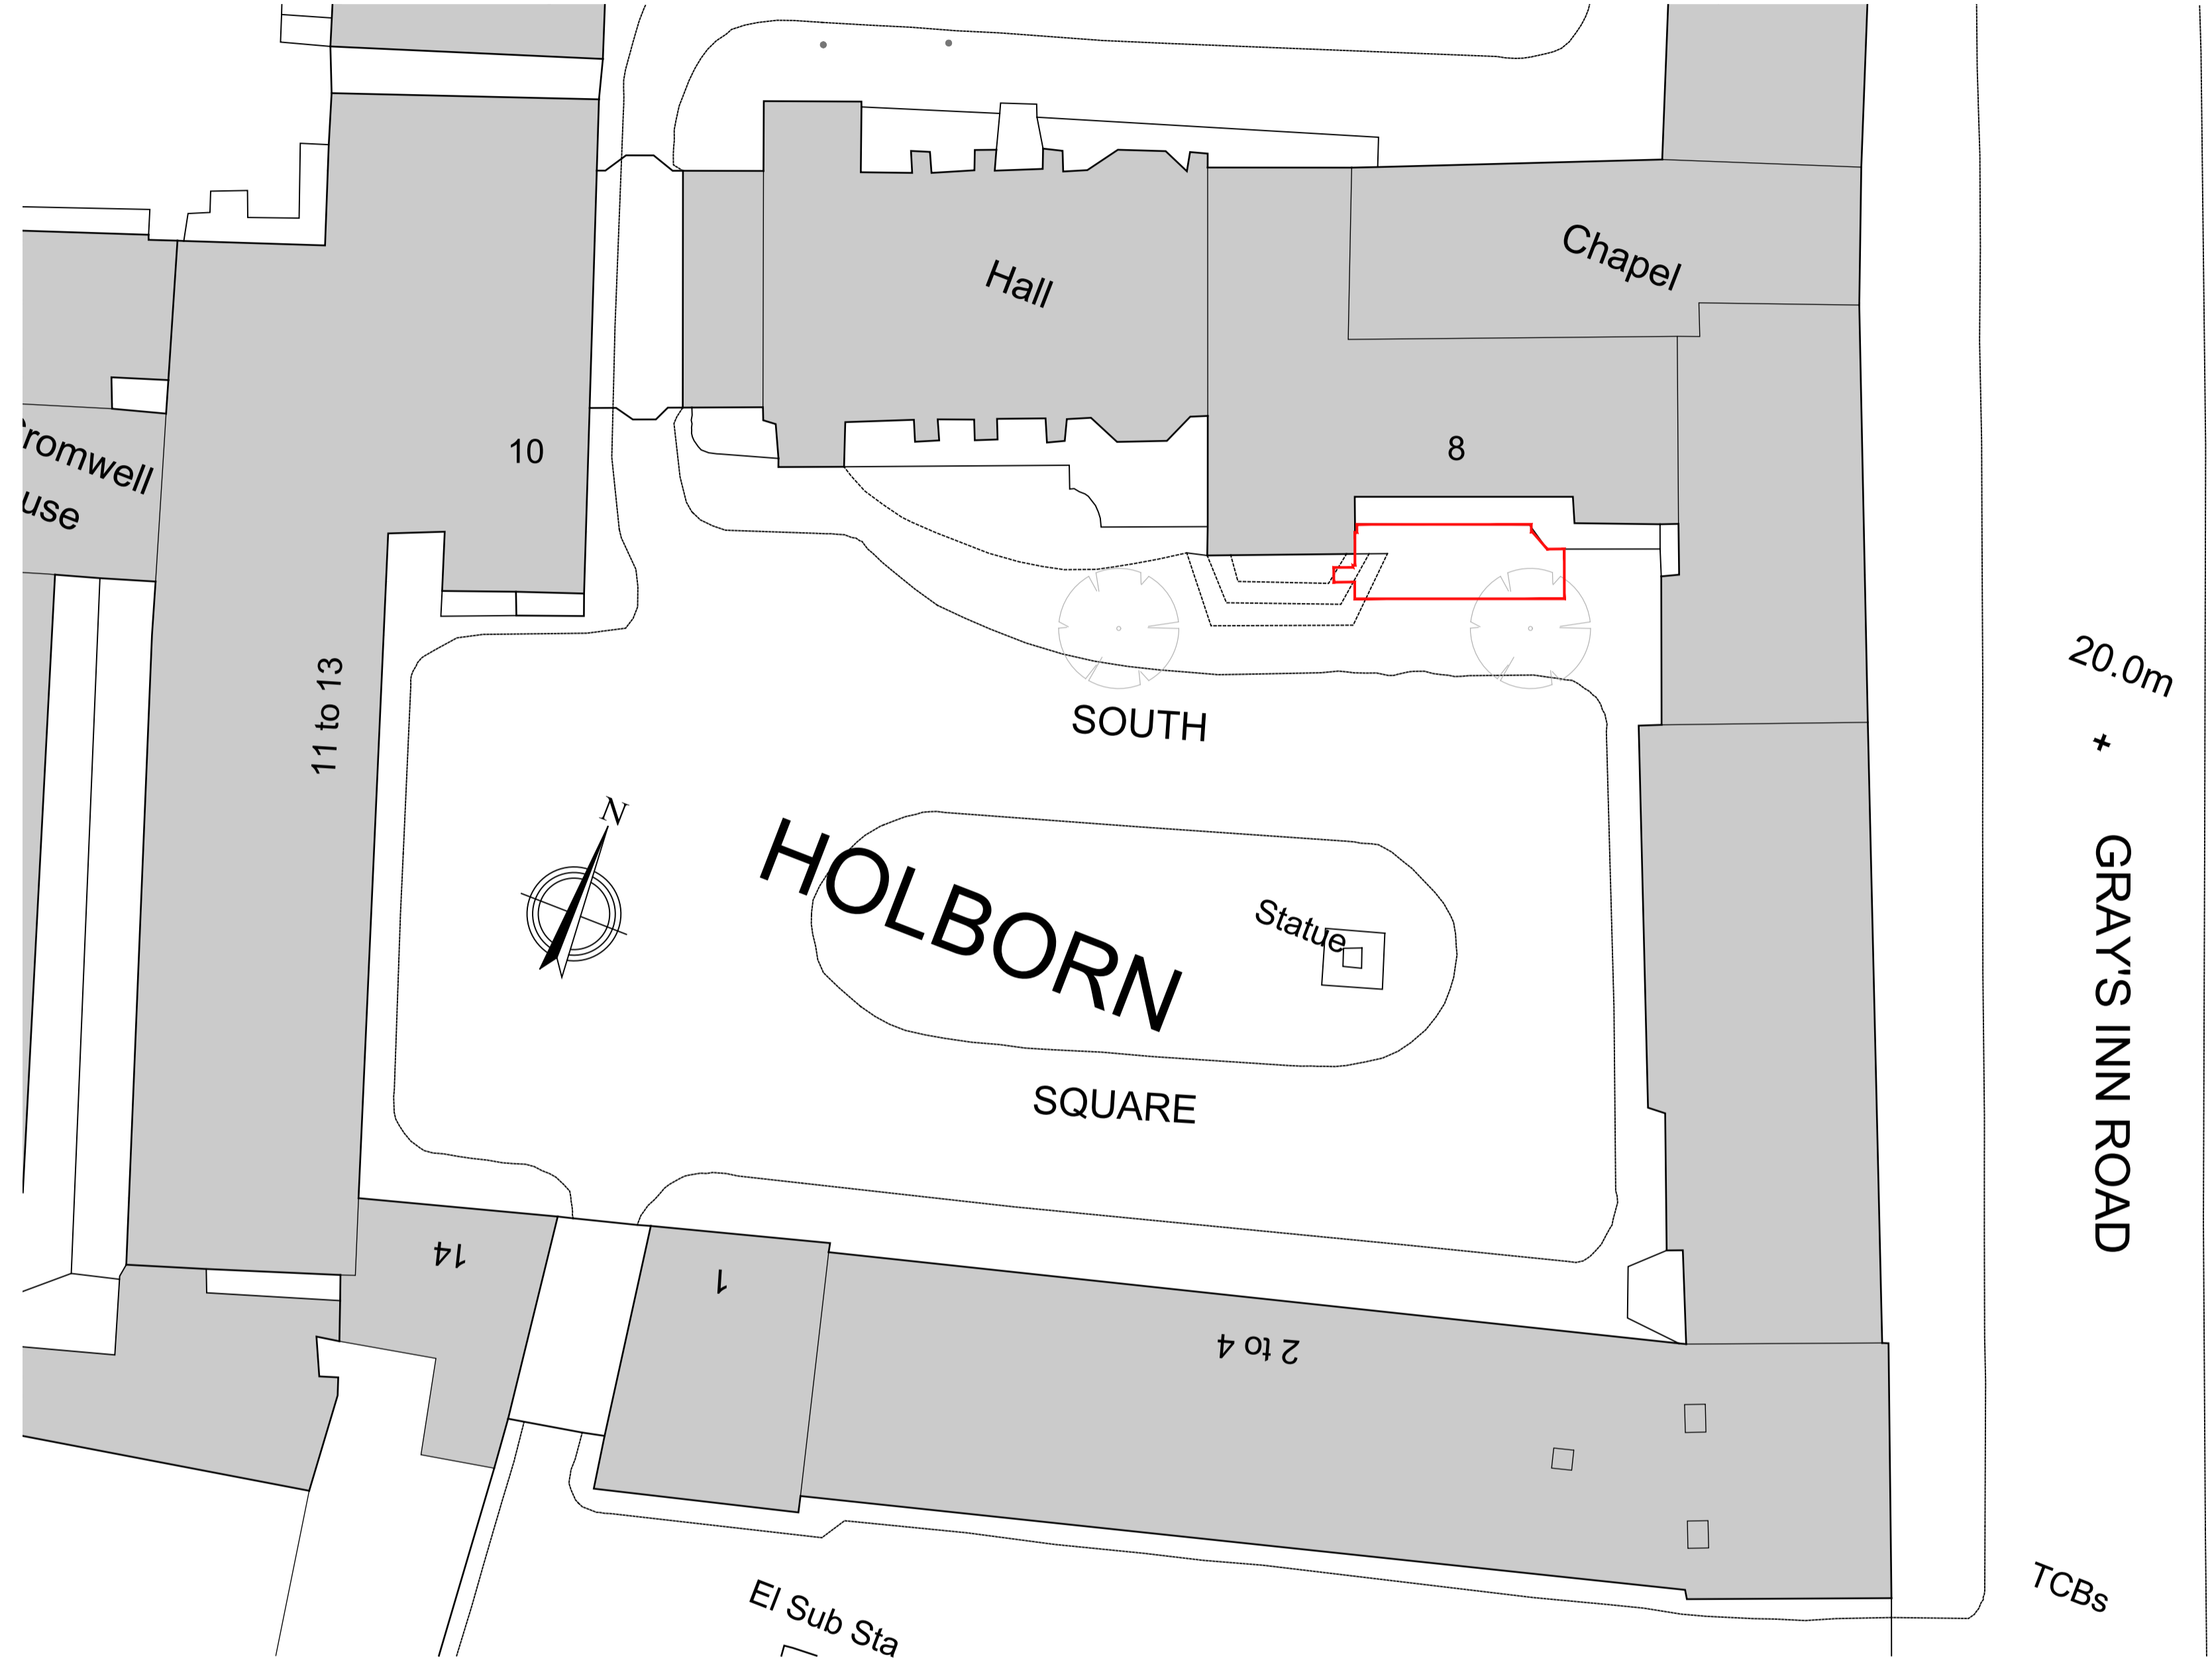 Chapel
Hall
10
8
romwell
use
20.0m
11 to 13
SOUTH
N
HOLBORN
Statue
GRAY'S INN ROAD
SQUARE
14
1
2 to 4
TCBs
El Sub Sta